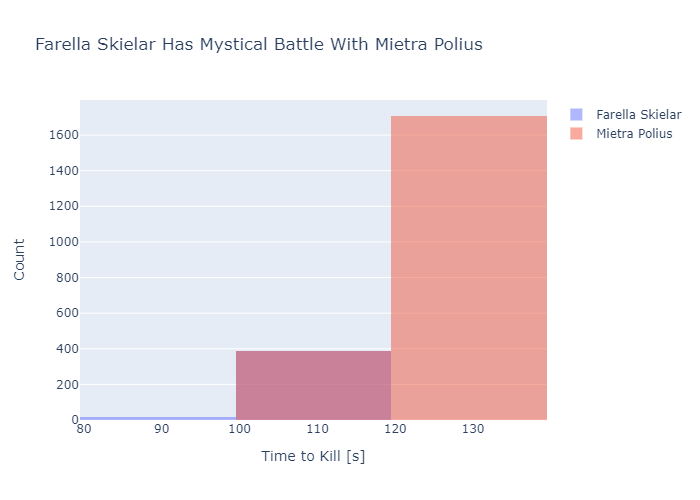 Farella Skielar Has Mystical Battle With Mietra Polius
Farella Skielar
Mietra Polius
Count
1600
1400
1200
1000
800
600
400
200
0
80 90 100 110 120 130
Time to Kill [s]